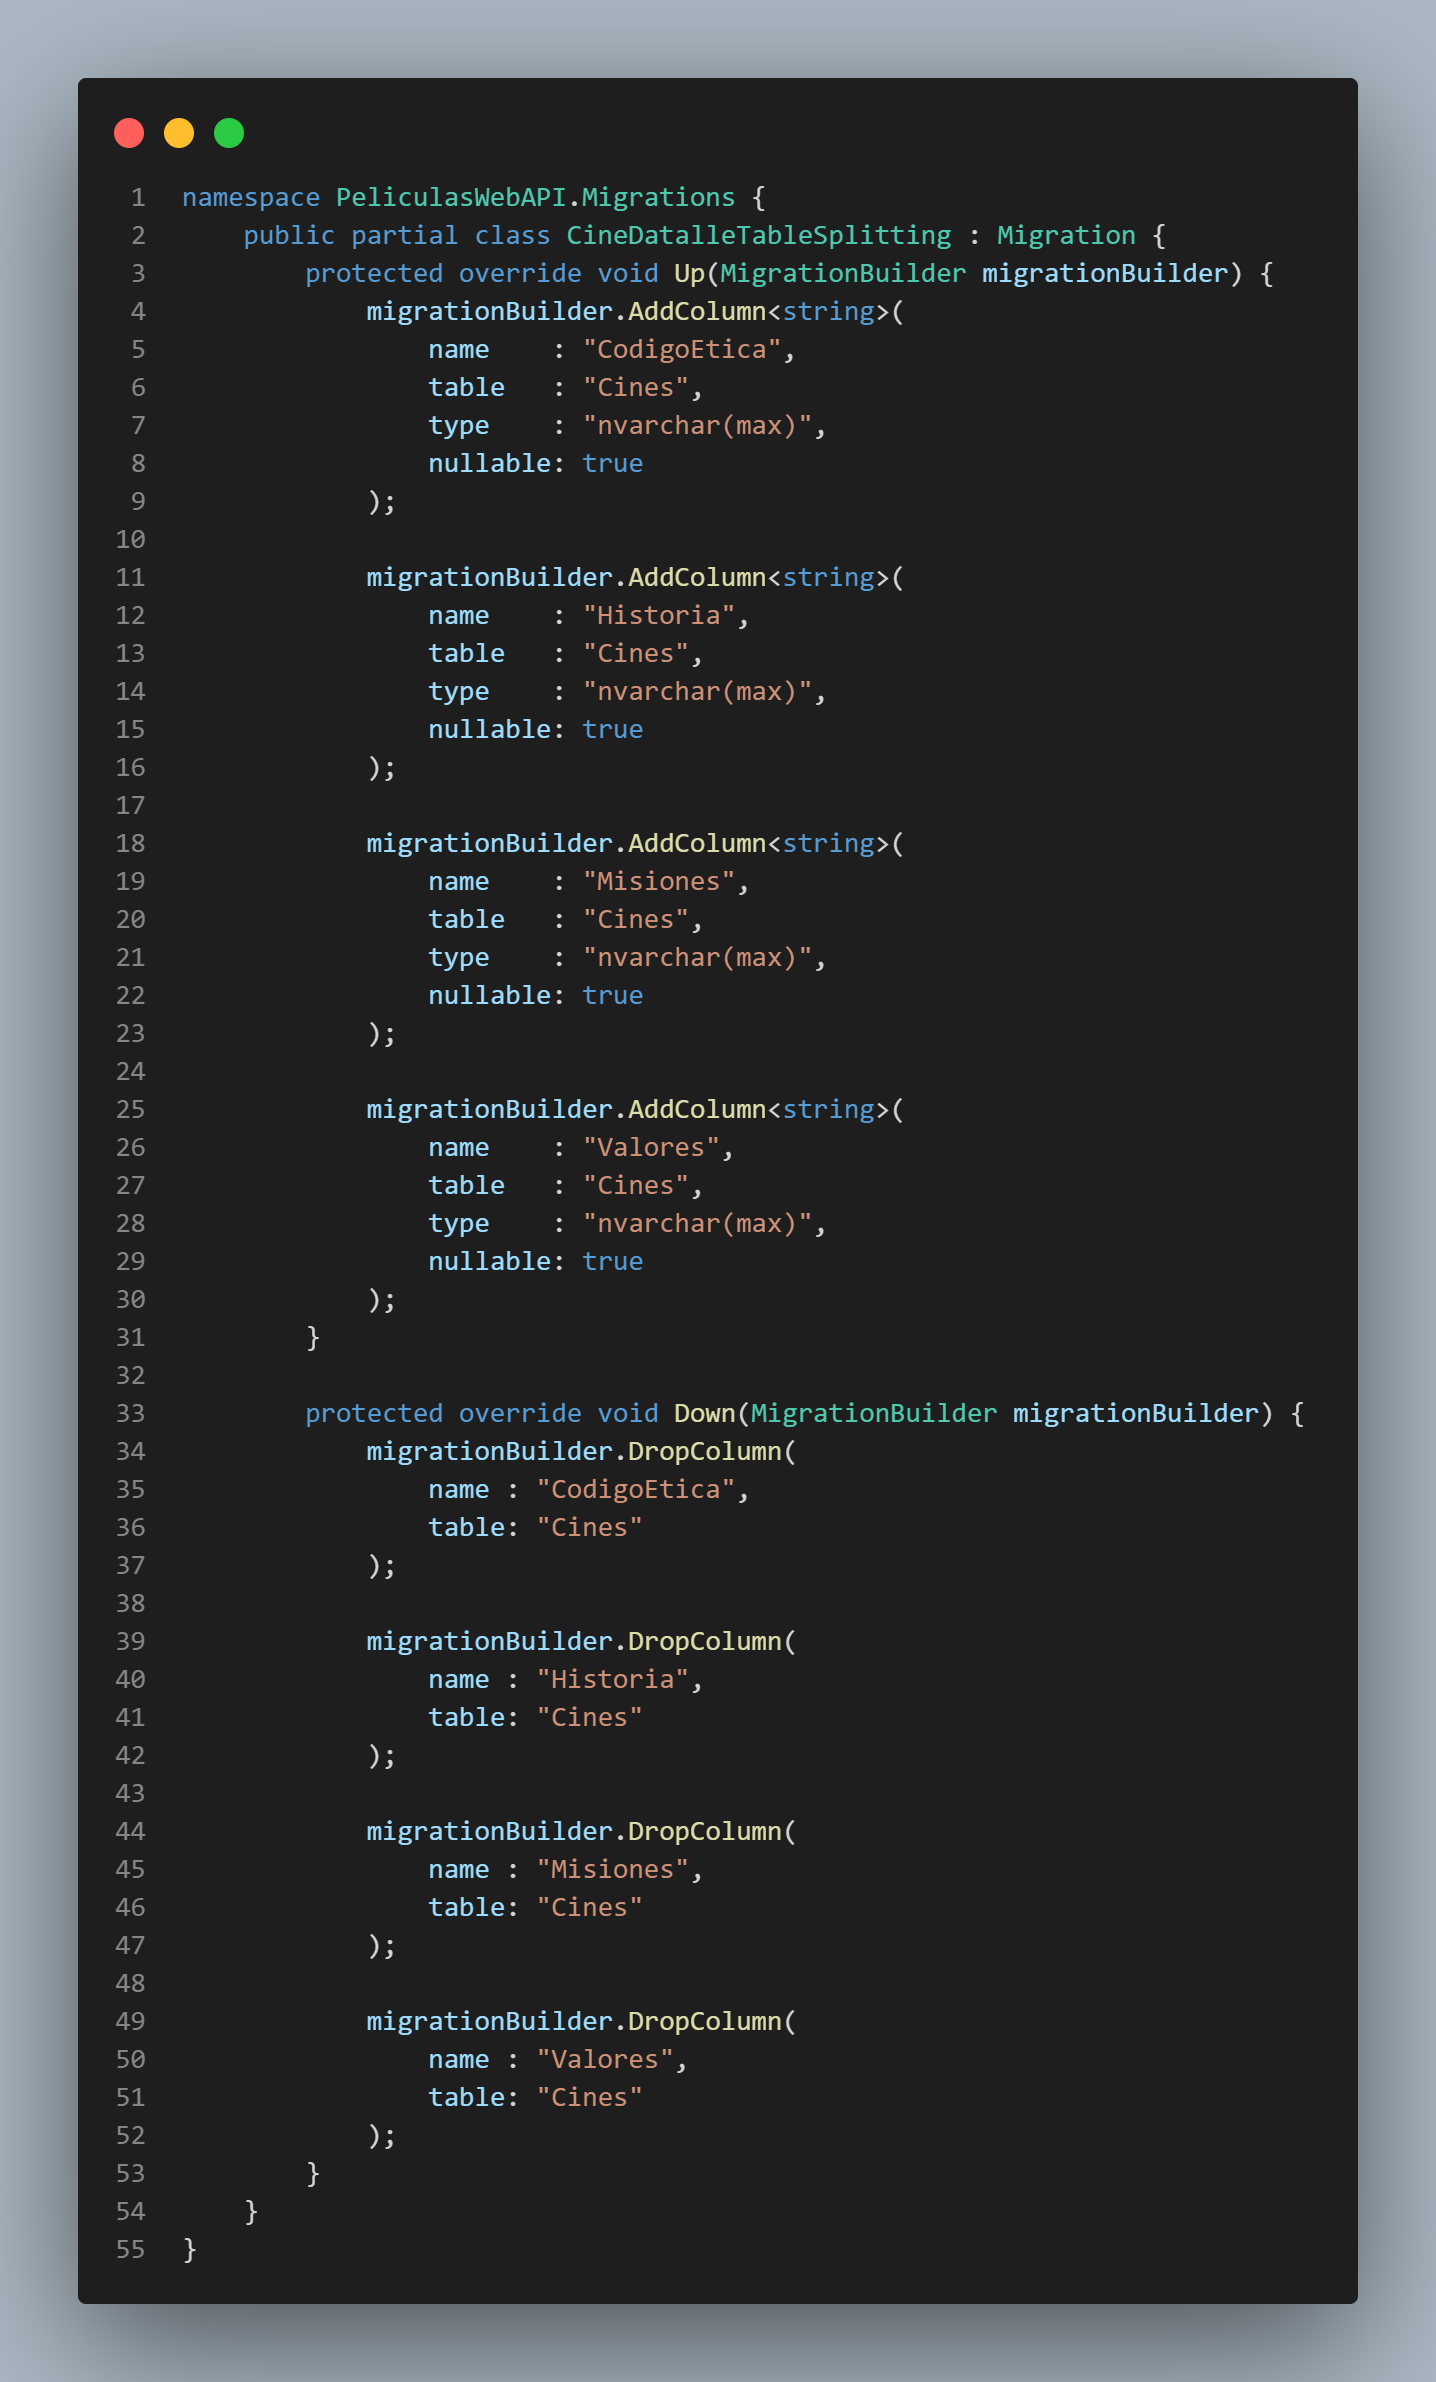 1 namespace PeliculasWebAPI.Migrations {
2     public partial class CineDatalleTableSplitting : Migration {
3         protected override void Up(MigrationBuilder migrationBuilder) {
4             migrationBuilder.AddColumn<string>(
5                 name    : "CodigoEtica",
6                 table   : "Cines",
7                 type    : "nvarchar(max)",
8                 nullable: true
9             );
10
11             migrationBuilder.AddColumn<string>(
12                 name    : "Historia",
13                 table   : "Cines",
14                 type    : "nvarchar(max)",
15                 nullable: true
16             );
17
18             migrationBuilder.AddColumn<string>(
19                 name    : "Misiones",
20                 table   : "Cines",
21                 type    : "nvarchar(max)",
22                 nullable: true
23             );
24
25             migrationBuilder.AddColumn<string>(
26                 name    : "Valores",
27                 table   : "Cines",
28                 type    : "nvarchar(max)",
29                 nullable: true
30             );
31         }
32
33         protected override void Down(MigrationBuilder migrationBuilder) {
34             migrationBuilder.DropColumn(
35                 name : "CodigoEtica",
36                 table: "Cines"
37             );
38
39             migrationBuilder.DropColumn(
40                 name : "Historia",
41                 table: "Cines"
42             );
43
44             migrationBuilder.DropColumn(
45                 name : "Misiones",
46                 table: "Cines"
47             );
48
49             migrationBuilder.DropColumn(
50                 name : "Valores",
51                 table: "Cines"
52             );
53         }
54     }
55 }